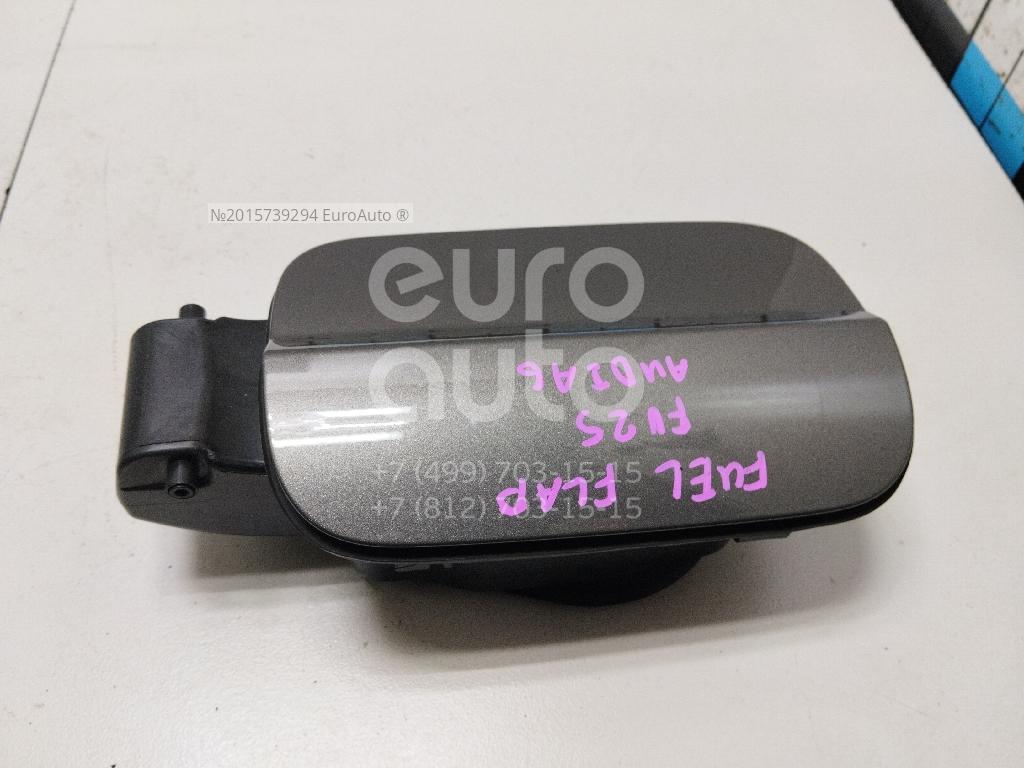 №2015739294 EuroAuto ®
euro
auto
+7 (499) 703-15-15
+7 (812) 703-15-15
FUEL FLAP
FV25
AUDI A6